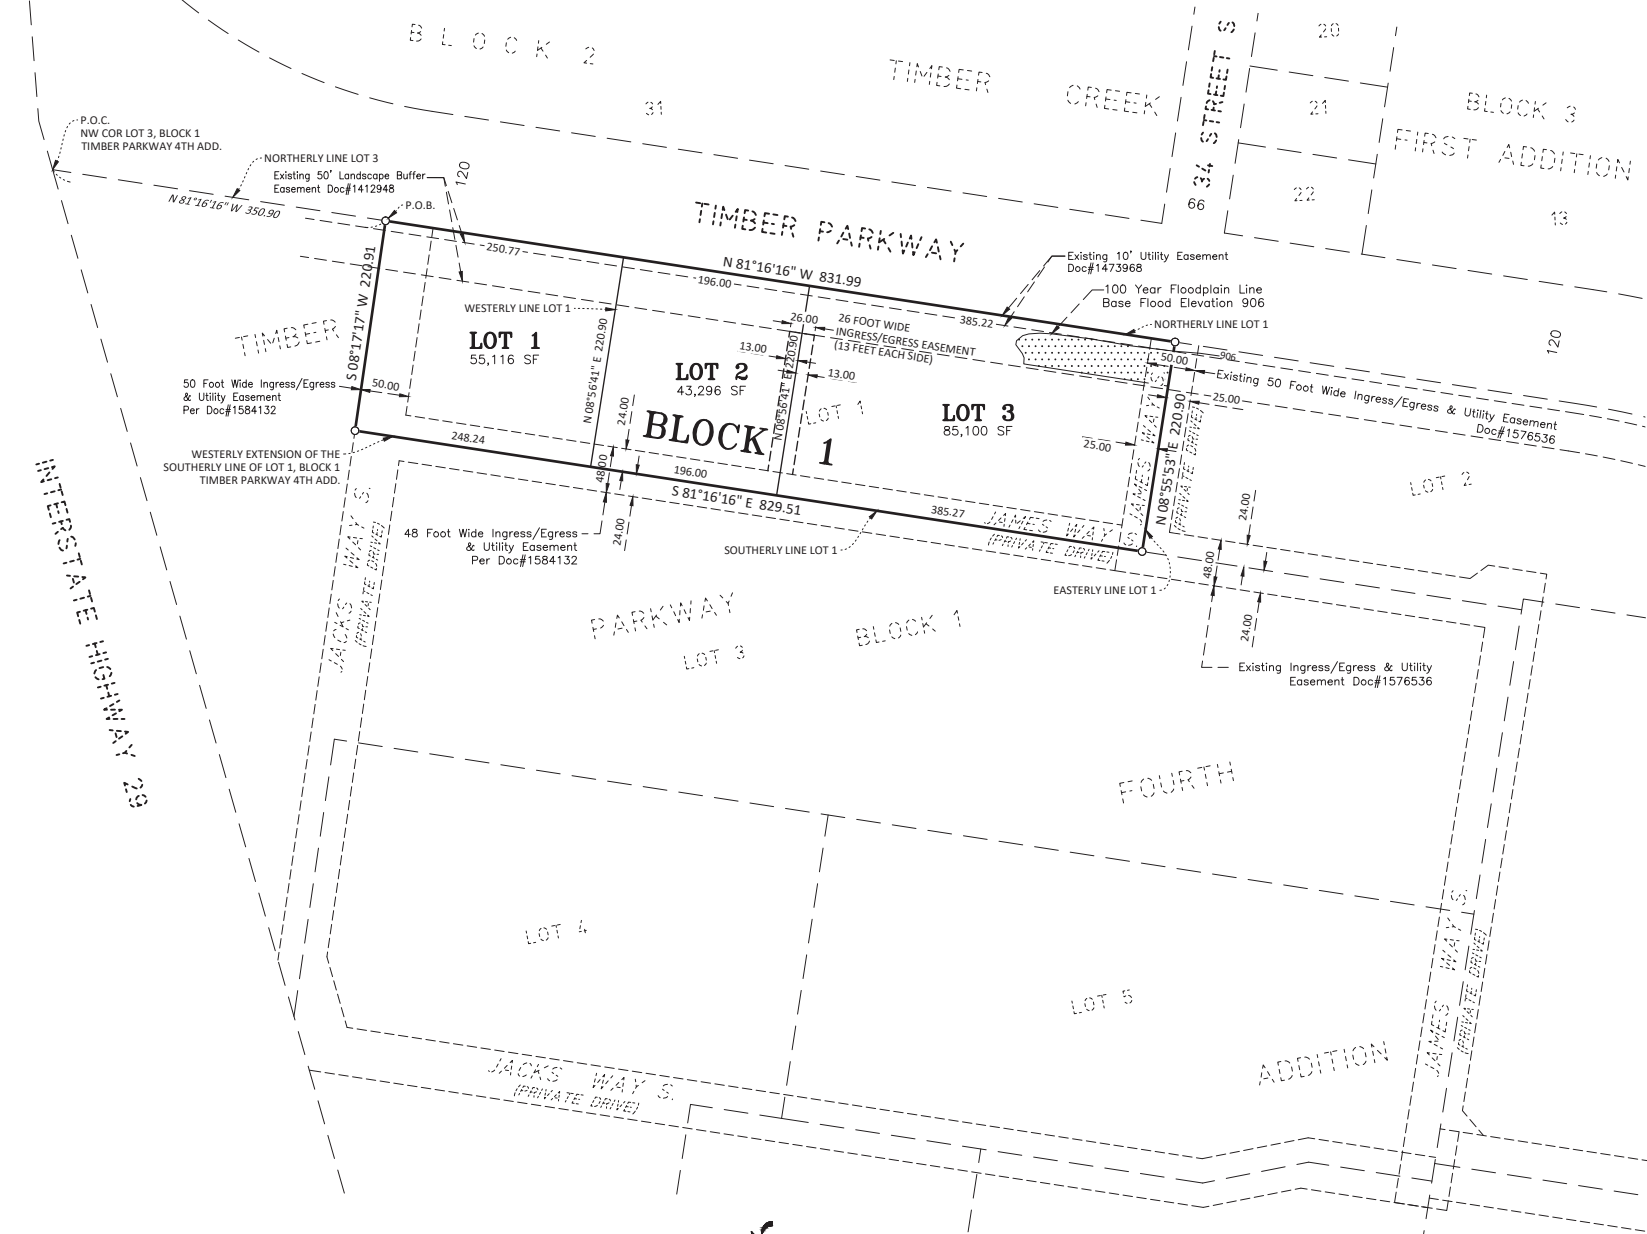 BLOCK 2
31
TIMBER CREEK
34 STREET S
66
20
21
22
BLOCK 3
FIRST ADDITION
13
P.O.C.
NW COR LOT 3, BLOCK 1
TIMBER PARKWAY 4TH ADD.
NORTHERLY LINE LOT 3
Existing 50' Landscape Buffer
Easement Doc#1412948
120
N 81°16'16" W 350.90
P.O.B.
TIMBER PARKWAY
250.77
N 81°16'16" W 831.99
196.00
385.22
Existing 10' Utility Easement
Doc#1473968
100 Year Floodplain Line
Base Flood Elevation 906
NORTHERLY LINE LOT 1
120
906
S 08°17'17" W 220.91
WESTERLY LINE LOT 1
TIMBER
LOT 1
55,116 SF
N 08°56'41" E 220.90
26.00
26 FOOT WIDE
INGRESS/EGRESS EASEMENT
(13 FEET EACH SIDE)
13.00
13.00
N 08°56'41" E 220.90
LOT 2
43,296 SF
LOT 1
LOT 3
85,100 SF
BLOCK 1
50.00
Existing 50 Foot Wide Ingress/Egress & Utility Easement
Doc#1576536
25.00
25.00
50 Foot Wide Ingress/Egress
& Utility Easement
Per Doc#1584132
50.00
24.00
248.24
48.00
196.00
S 81°16'16" E 829.51
385.27
24.00
WESTERLY EXTENSION OF THE
SOUTHERLY LINE OF LOT 1, BLOCK 1
TIMBER PARKWAY 4TH ADD.
48 Foot Wide Ingress/Egress
& Utility Easement
Per Doc#1584132
SOUTHERLY LINE LOT 1
JAMES WAY S.
(PRIVATE DRIVE)
JAMES WAY S.
(PRIVATE DRIVE)
N 08°55'53" E 220.90
EASTERLY LINE LOT 1
LOT 2
24.00
48.00
24.00
Existing Ingress/Egress & Utility
Easement Doc#1576536
JACKS WAY S.
(PRIVATE DRIVE)
INTERSTATE HIGHWAY 29
PARKWAY
LOT 3
BLOCK 1
FOURTH
LOT 4
LOT 5
ADDITION
JAMES WAY S.
(PRIVATE DRIVE)
JACKS WAY S.
(PRIVATE DRIVE)